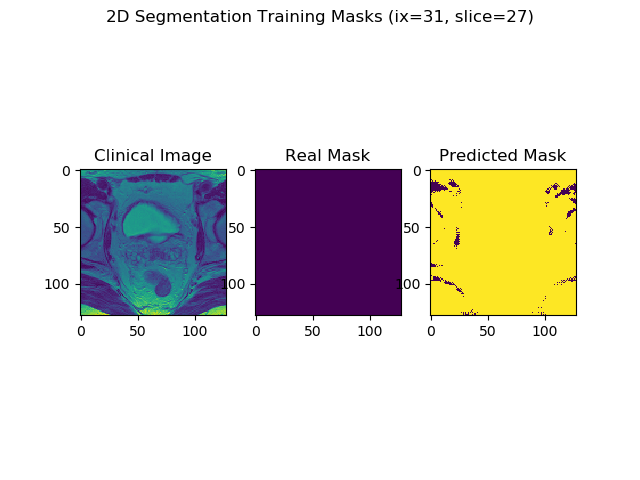 2D Segmentation Training Masks (ix=31, slice=27)
Clinical Image Real Mask Predicted Mask
0 0 0
50 50 50
100 100 100
0 50 100 0 50 100 0 50 100